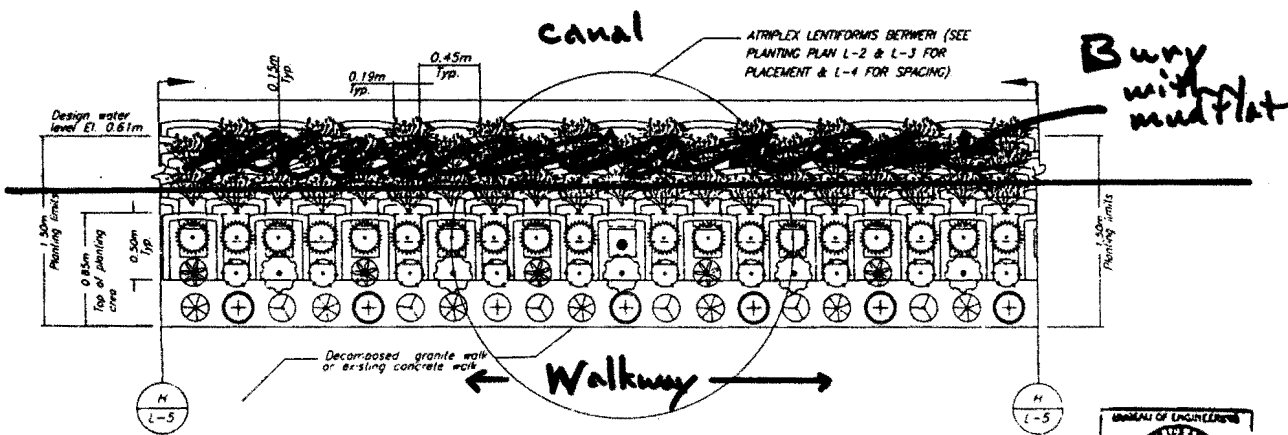 canal
ATRIPLEX LENTIFORMIS BERWERI (SEE
PLANTING PLAN L-2 & L-3 FOR
PLACEMENT & L-4 FOR SPACING)
Bury
with
mudflat
0.45m
Typ.
0.19m
Typ.
0.15m
Typ.
Design water
level El. 0.61m
1.50m
Planting limits
0.85m
Top of planting
area
0.50m
Typ.
1.50m
Planting limits
Decomposed granite walk
or existing concrete walk
Walkway
H
L-5
H
L-5
BUREAU OF ENGINEERING